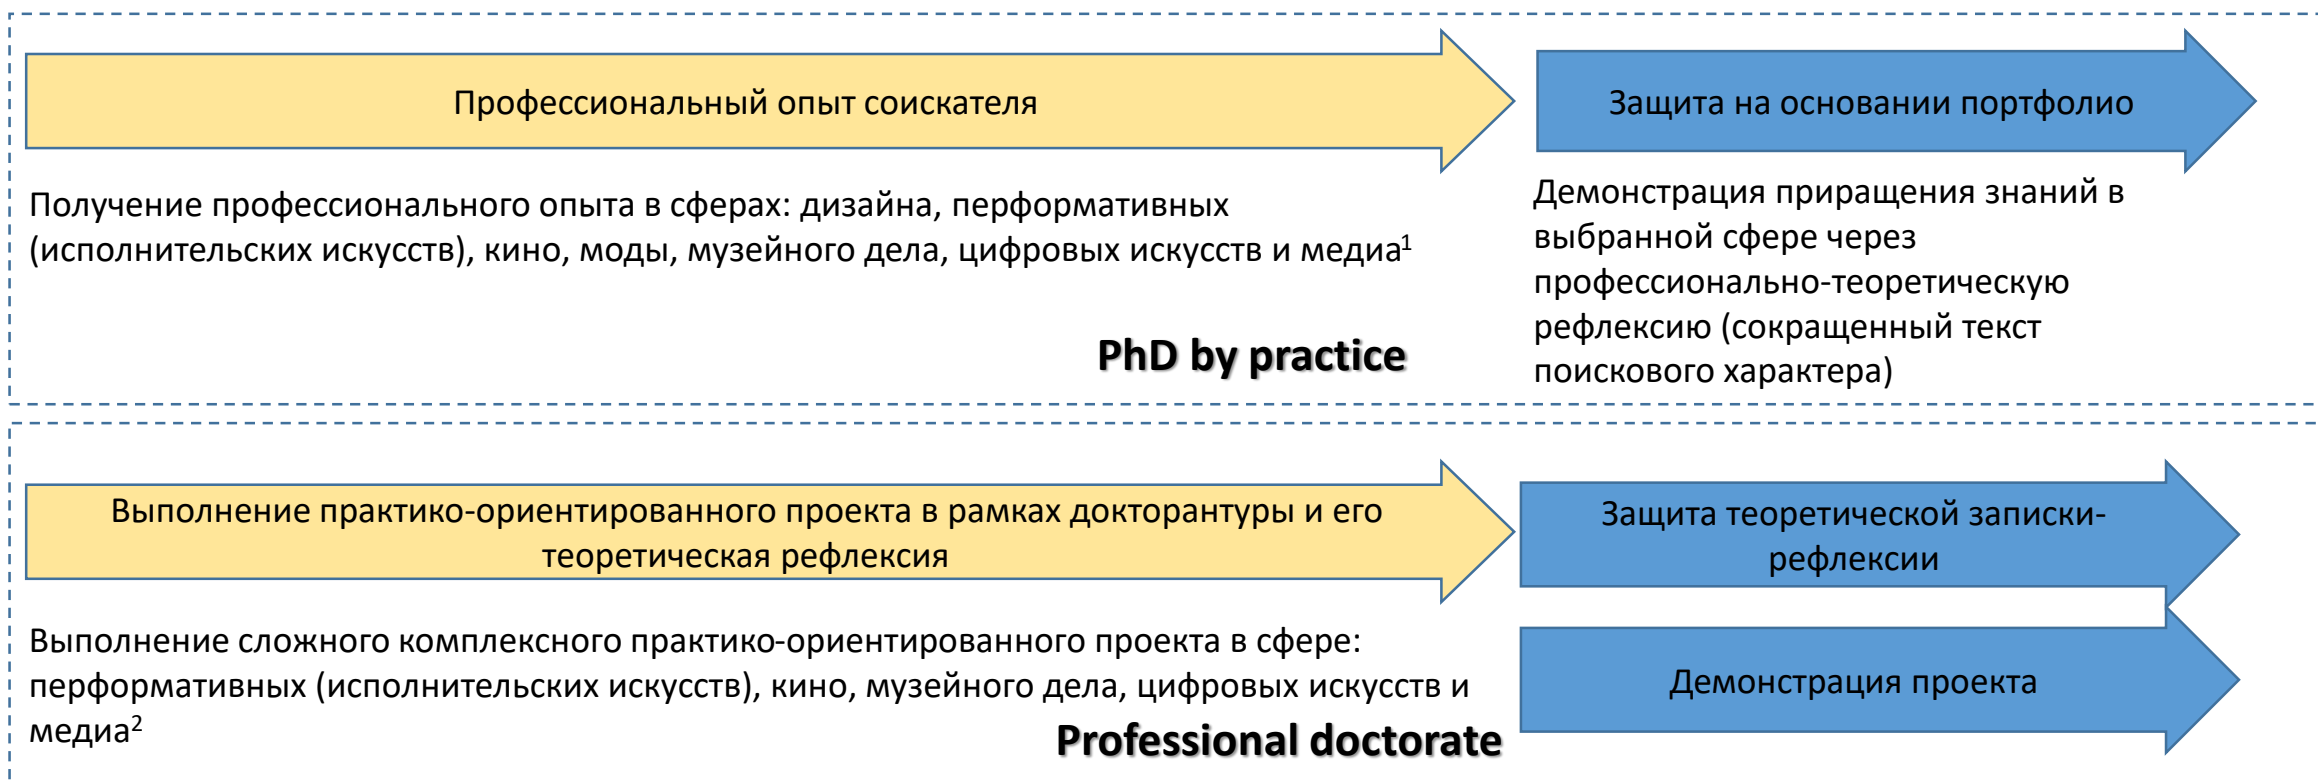 Профессиональный опыт соискателя
Защита на основании портфолио
Получение профессионального опыта в сферах: дизайна, перформативных
(исполнительских искусств), кино, моды, музейного дела, цифровых искусств и медиа¹
Демонстрация приращения знаний в
выбранной сфере через
профессионально-теоретическую
рефлексию (сокращенный текст
поискового характера)
PhD by practice
Выполнение практико-ориентированного проекта в рамках докторантуры и его
теоретическая рефлексия
Защита теоретической записки-
рефлексии
Выполнение сложного комплексного практико-ориентированного проекта в сфере:
перформативных (исполнительских искусств), кино, музейного дела, цифровых искусств и
медиа²
Демонстрация проекта
Professional doctorate